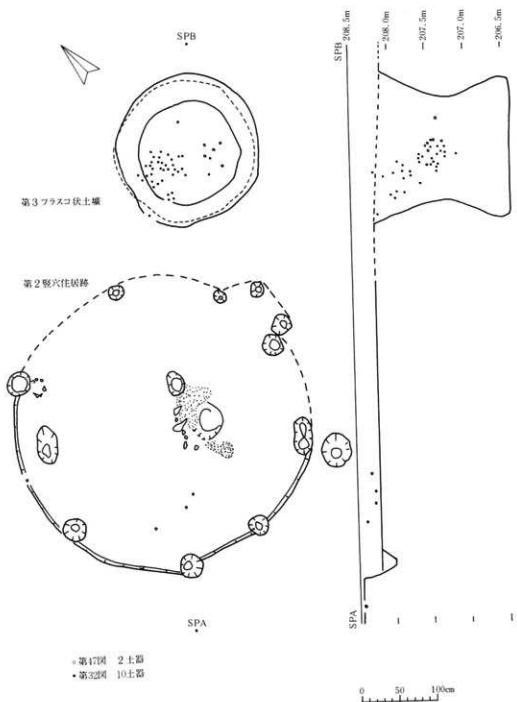 SPB
第3フラスコ状土壙
第2竪穴住居跡
SPA
○第47図 2土器
•第32図 10土器
SPB
208.5m
208.0m
207.5m
207.0m
206.5m
SPA
0 50 100cm